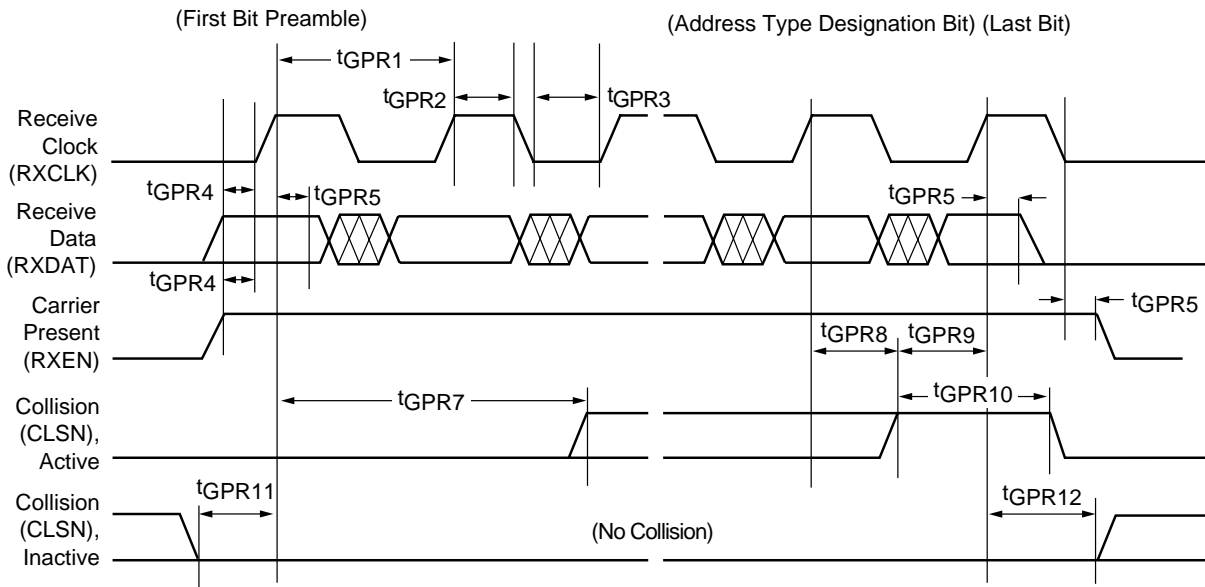 (First Bit Preamble)
(Address Type Designation Bit) (Last Bit)
tGPR1
tGPR2
tGPR3
Receive
Clock
(RXCLK)
tGPR4
tGPR5
tGPR5
Receive
Data
(RXDAT)
tGPR4
tGPR5
Carrier
Present
(RXEN)
tGPR8
tGPR9
tGPR7
tGPR10
Collision
(CLSN),
Active
tGPR11
tGPR12
Collision
(CLSN),
Inactive
(No Collision)